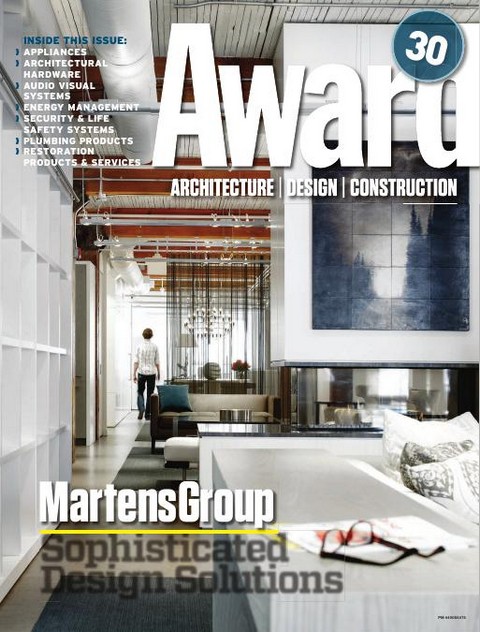 INSIDE THIS ISSUE:
APPLIANCES
ARCHITECTURAL
HARDWARE
AUDIO VISUAL
SYSTEMS
ENERGY MANAGEMENT
SECURITY & LIFE
SAFETY SYSTEMS
PLUMBING PRODUCTS
RESTORATION
PRODUCTS & SERVICES
30
Award
ARCHITECTURE | DESIGN | CONSTRUCTION
MartensGroup
Sophisticated
Design Solutions